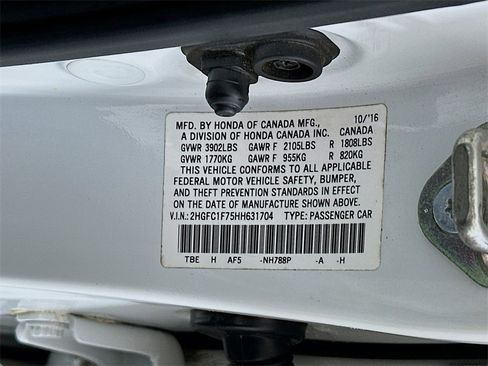 MFD. BY HONDA OF CANADA MFG., 10/'16
A DIVISION OF HONDA CANADA INC. CANADA
GVWR 3902LBS GAWR F 2105LBS R 1808LBS
GVWR 1770KG GAWR F 955KG R 820KG
THIS VEHICLE CONFORMS TO ALL APPLICABLE
FEDERAL MOTOR VEHICLE SAFETY, BUMPER,
AND THEFT PREVENTION STANDARDS IN EFFECT
ON THE DATE OF MANUFACTURE SHOWN ABOVE.
V.I.N.: 2HGFC1F75HH631704 TYPE: PASSENGER CAR
TBE H AF5 -NH788P -A -H